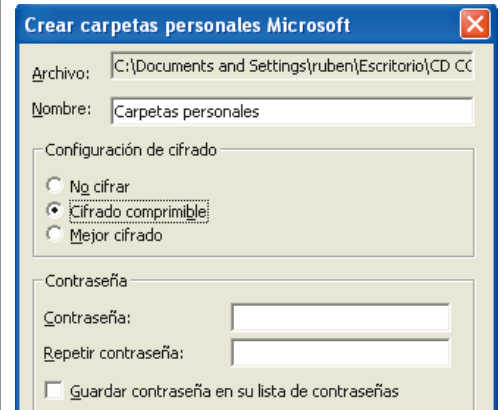 Crear carpetas personales Microsoft
Archivo: C:\Documents and Settings\ruben\Escritorio\CD CO
Nombre: Carpetas personales
Configuración de cifrado
No cifrar
Cifrado comprimible
Mejor cifrado
Contraseña
Contraseña:
Repetir contraseña:
Guardar contraseña en su lista de contraseñas